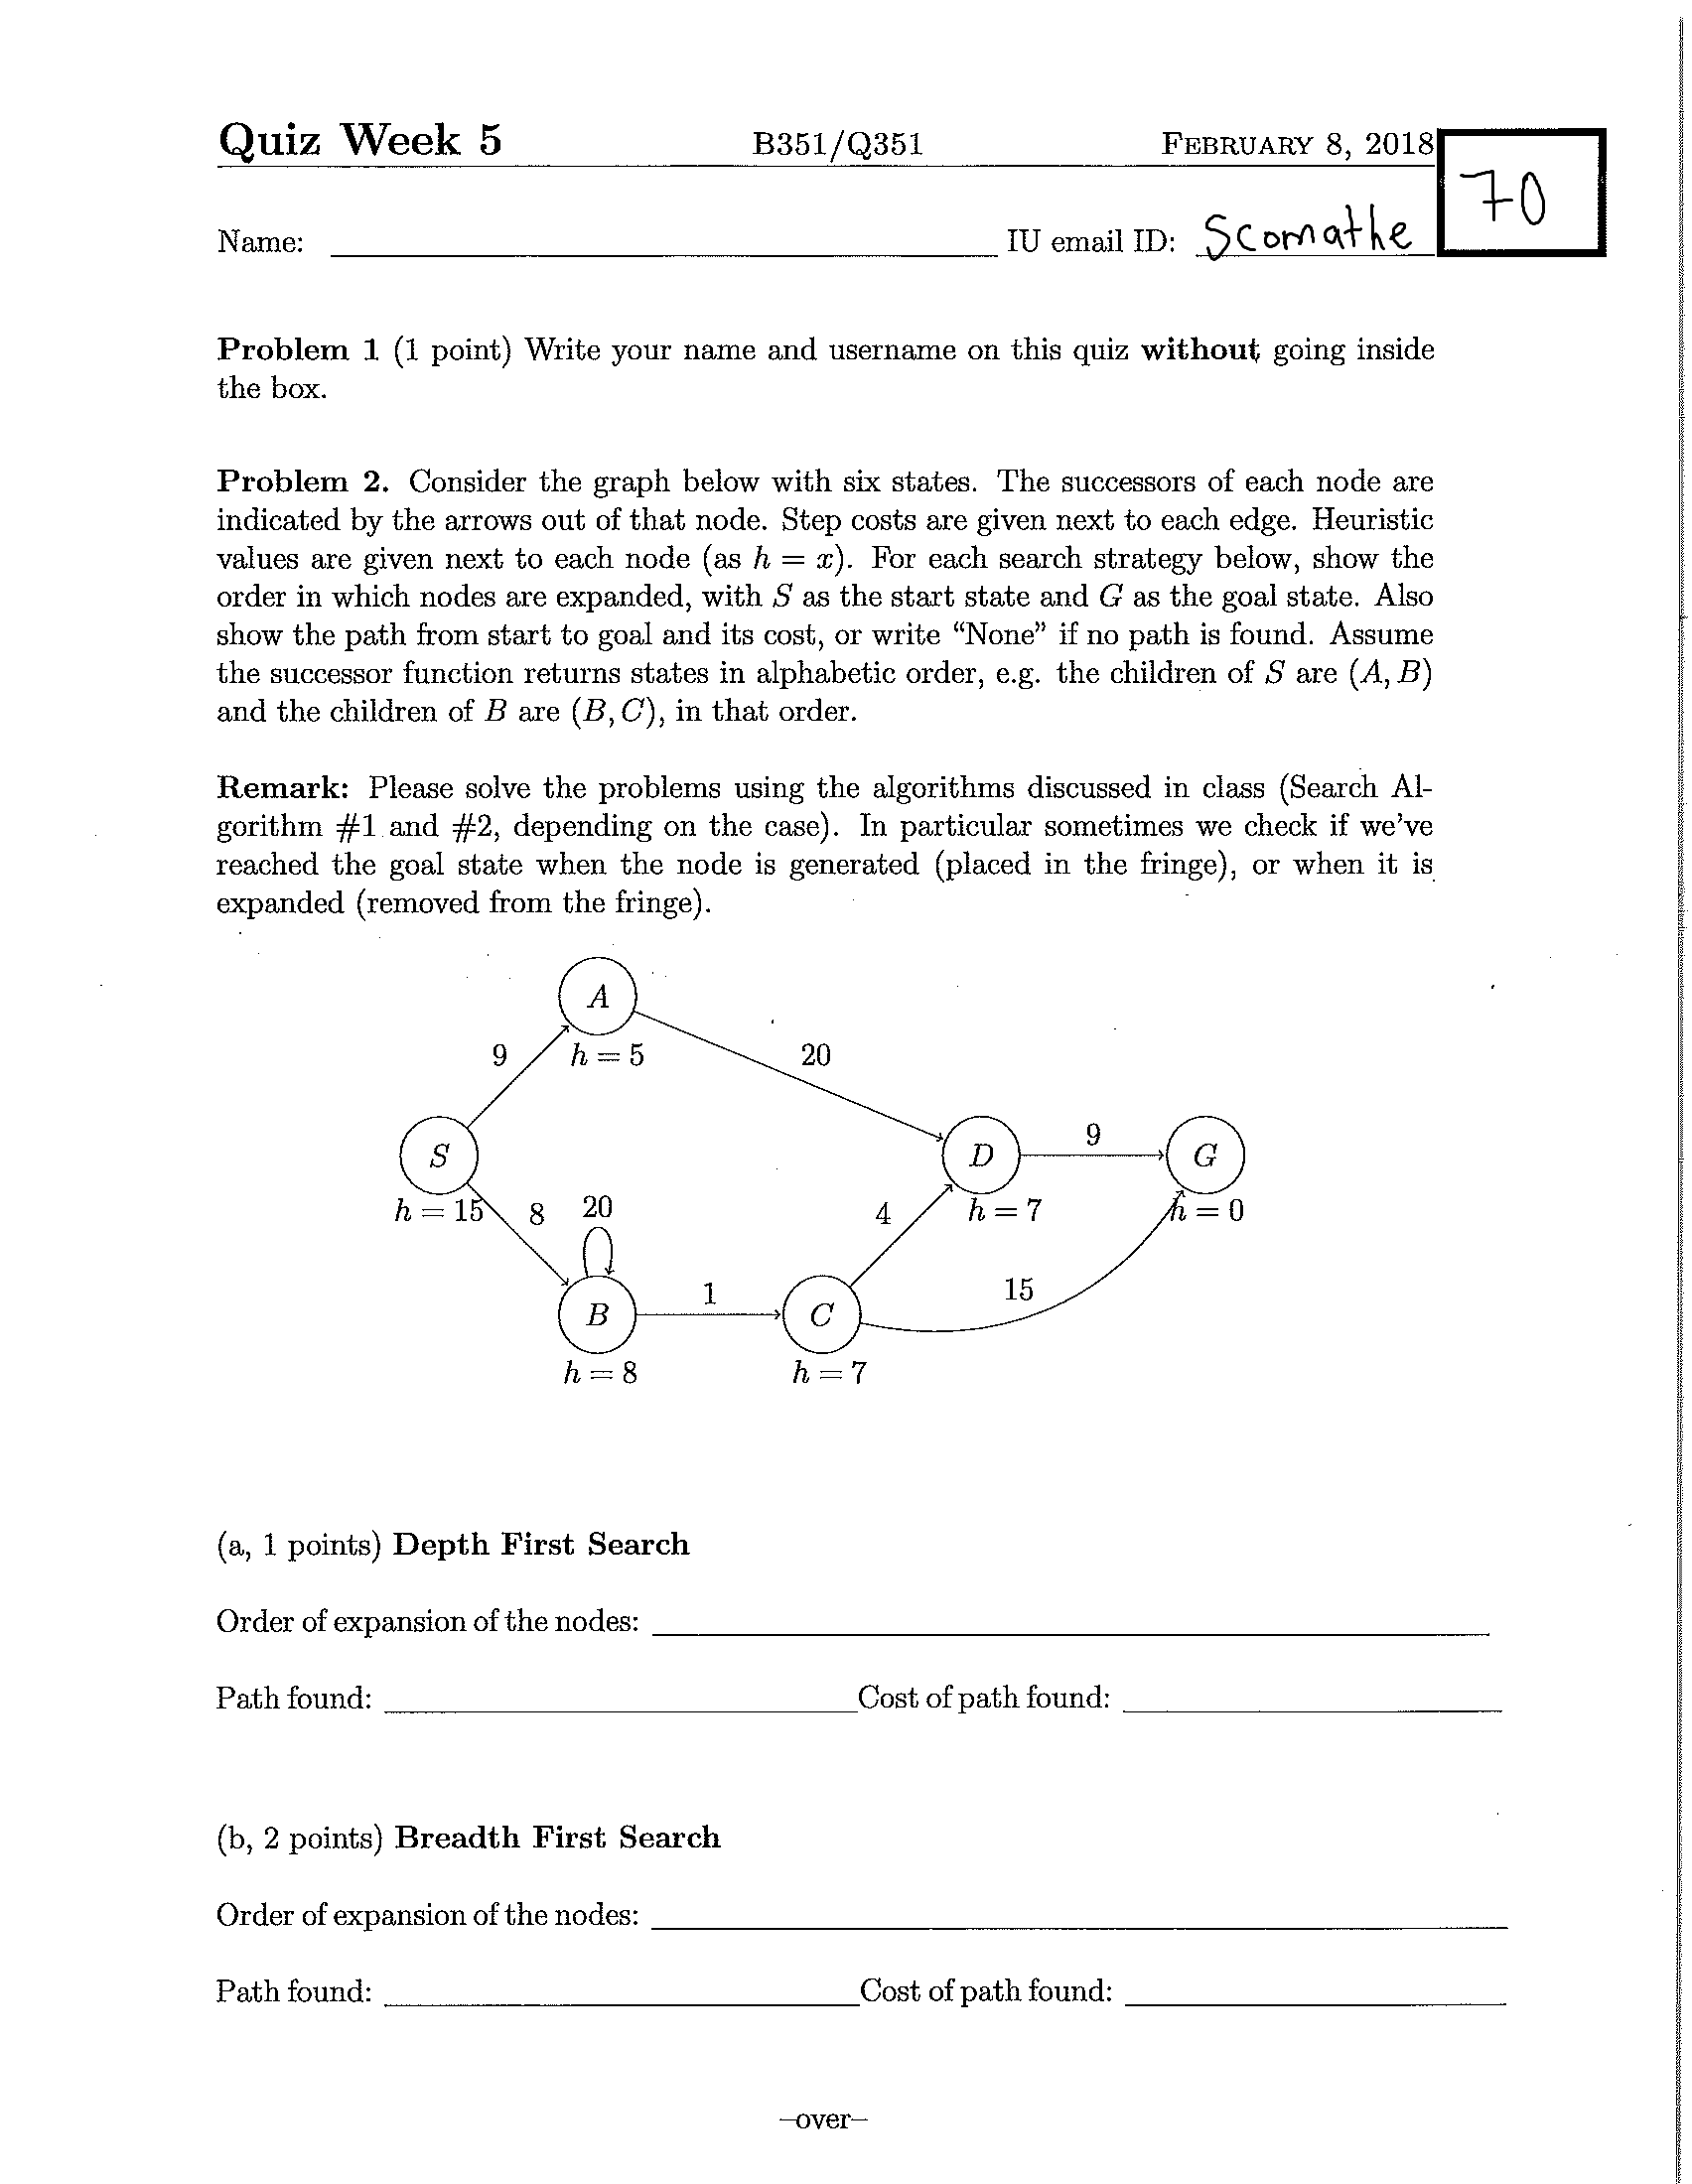 Quiz Week 5 B351/Q351 FEBRUARY 8, 2018
70
Name: IU email ID: Scomathe
Problem 1 (1 point) Write your name and username on this quiz without going inside
the box.
Problem 2. Consider the graph below with six states. The successors of each node are
indicated by the arrows out of that node. Step costs are given next to each edge. Heuristic
values are given next to each node (as h = x). For each search strategy below, show the
order in which nodes are expanded, with S as the start state and G as the goal state. Also
show the path from start to goal and its cost, or write “None” if no path is found. Assume
the successor function returns states in alphabetic order, e.g. the children of S are (A, B)
and the children of B are (B, C), in that order.
Remark: Please solve the problems using the algorithms discussed in class (Search Al-
gorithm #1 and #2, depending on the case). In particular sometimes we check if we’ve
reached the goal state when the node is generated (placed in the fringe), or when it is
expanded (removed from the fringe).
A
9 h = 5 20
S D 9 G
h = 15 8 20 4 h = 7 h = 0
B 1 C 15
h = 8 h = 7
(a, 1 points) Depth First Search
Order of expansion of the nodes:
Path found: Cost of path found:
(b, 2 points) Breadth First Search
Order of expansion of the nodes:
Path found: Cost of path found:
–over–